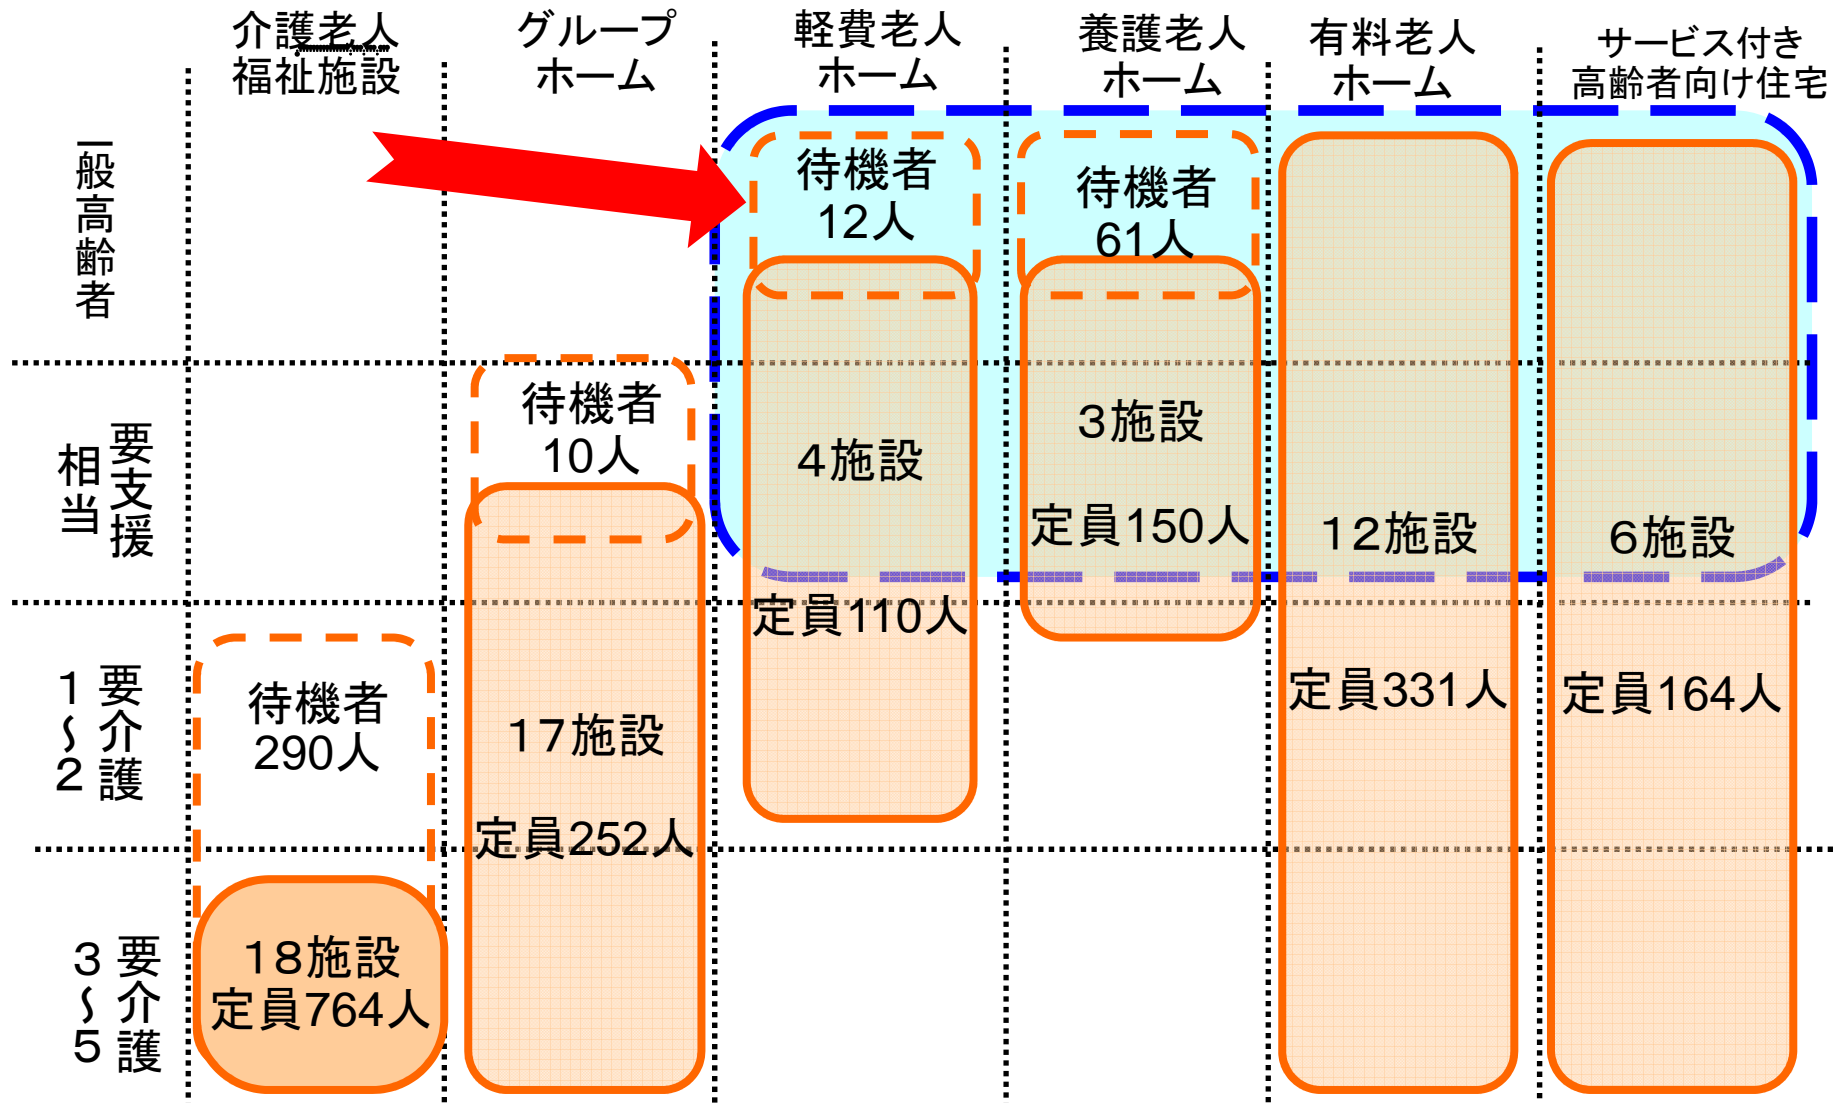 介護老人
福祉施設
グループ
ホーム
軽費老人
ホーム
養護老人
ホーム
有料老人
ホーム
サービス付き
高齢者向け住宅
一般高齢者
待機者
12人
待機者
61人
要支援
相当
待機者
10人
4施設
定員110人
3施設
定員150人
12施設
定員331人
6施設
定員164人
要介護
1~2
待機者
290人
17施設
定員252人
要介護
3~5
18施設
定員764人